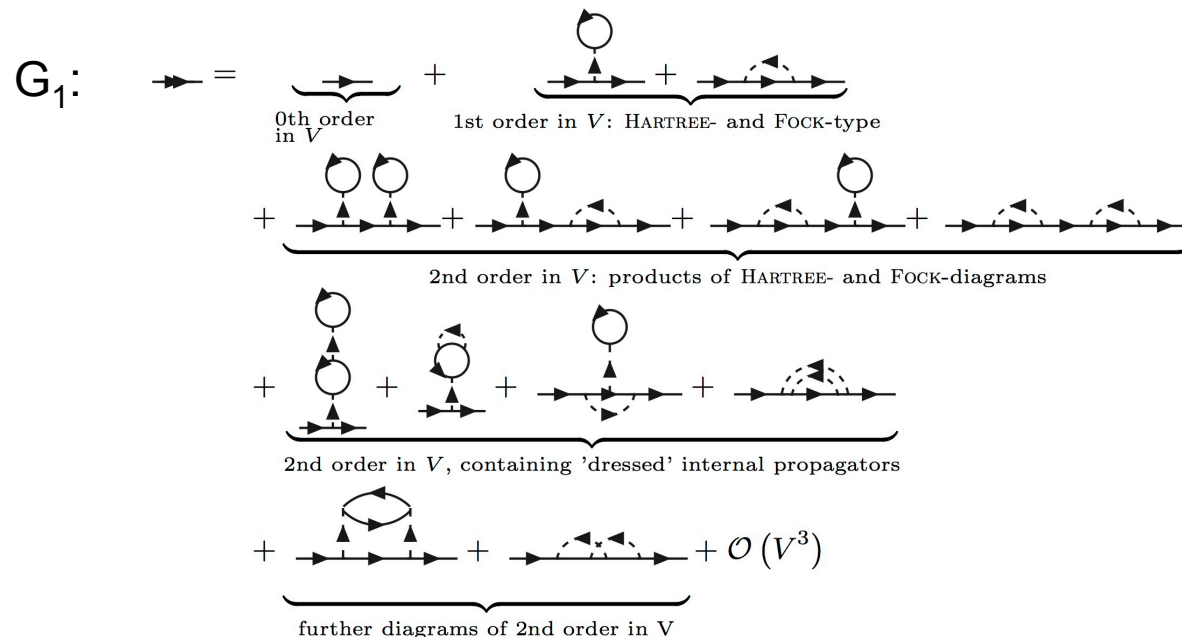 G₁: = + +
0th order
in V
1st order in V: HARTREE- and FOCK-type
+ + + +
2nd order in V: products of HARTREE- and FOCK-diagrams
+ + + +
2nd order in V, containing 'dressed' internal propagators
+ + + O (V³)
further diagrams of 2nd order in V